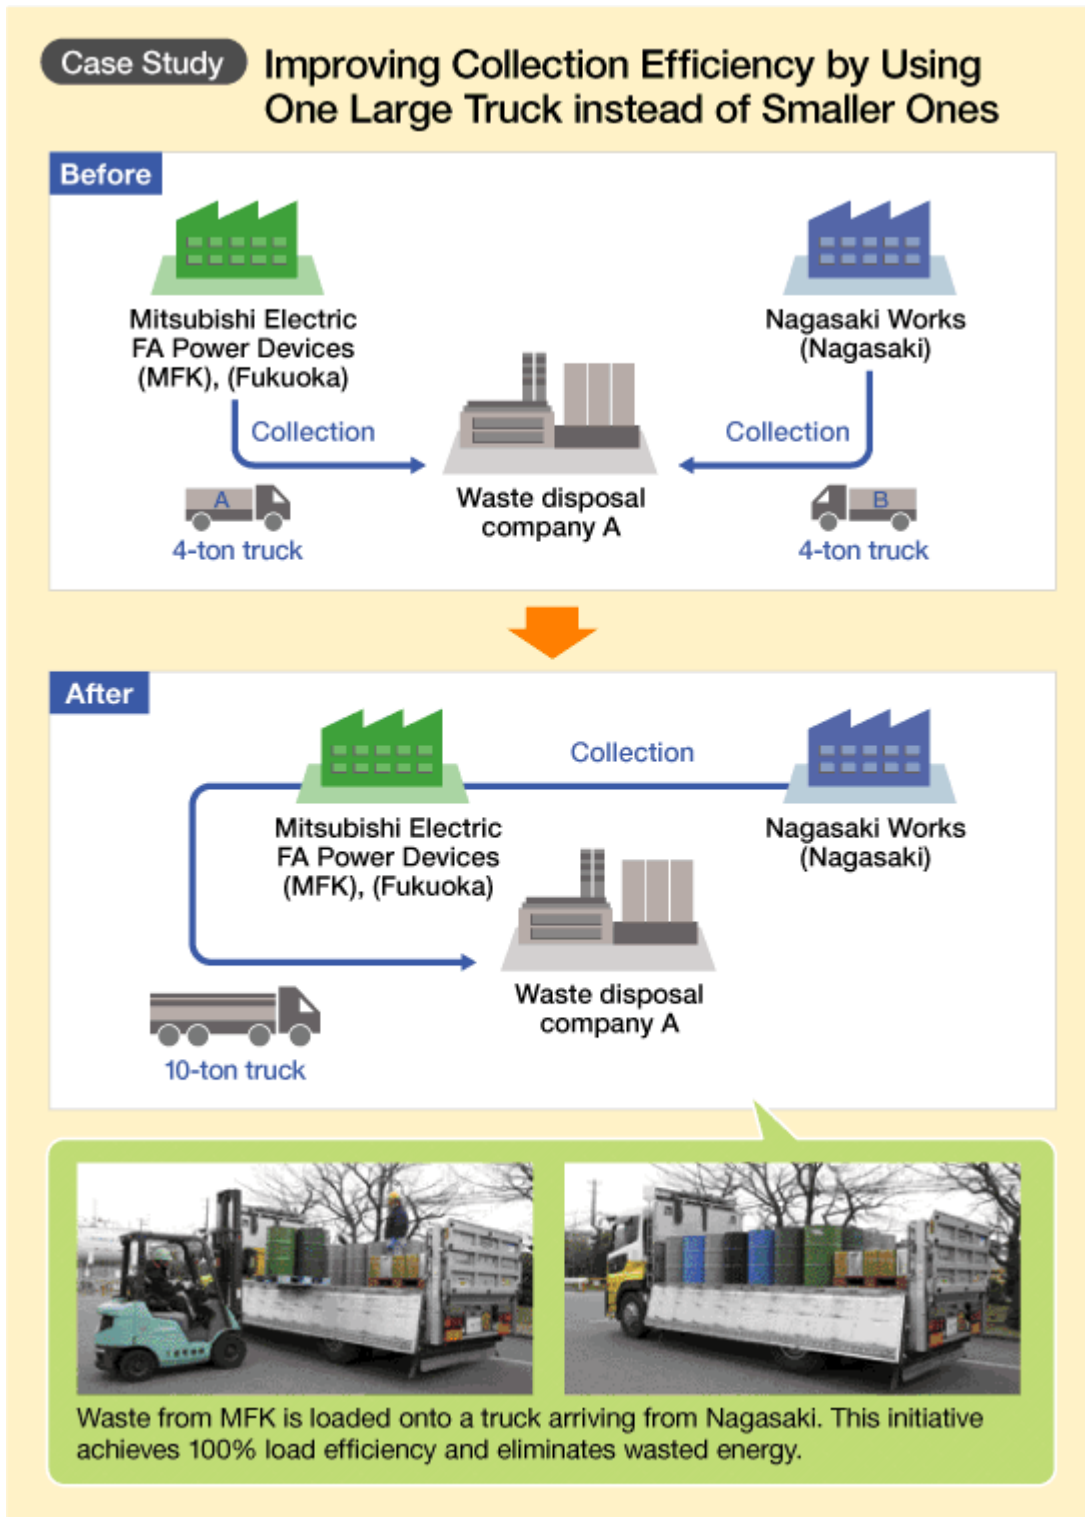 Case Study
Improving Collection Efficiency by Using
One Large Truck instead of Smaller Ones
Before
Mitsubishi Electric
FA Power Devices
(MFK), (Fukuoka)
Nagasaki Works
(Nagasaki)
Collection
Collection
Waste disposal
company A
A
4-ton truck
B
4-ton truck
After
Collection
Mitsubishi Electric
FA Power Devices
(MFK), (Fukuoka)
Nagasaki Works
(Nagasaki)
Waste disposal
company A
10-ton truck
Waste from MFK is loaded onto a truck arriving from Nagasaki. This initiative
achieves 100% load efficiency and eliminates wasted energy.